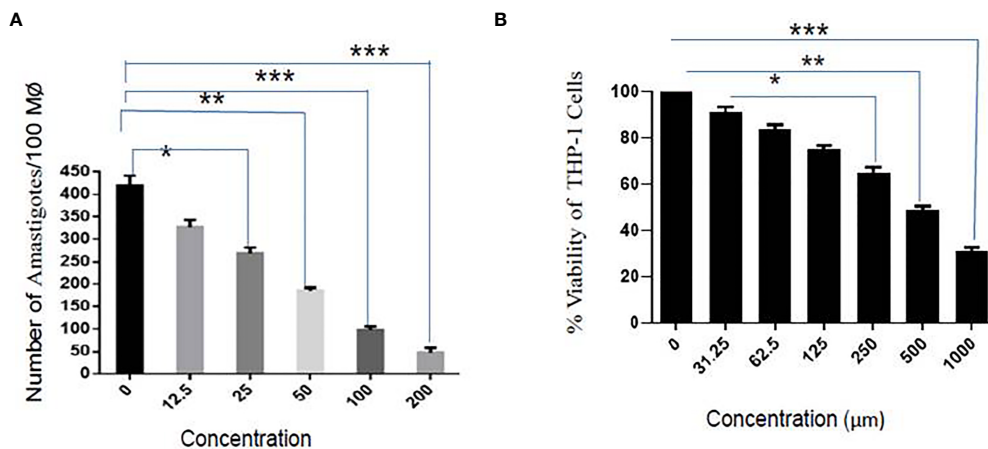 A
***
***
**
*
450
400
350
300
250
200
150
100
50
0
Number of Amastigotes/100 MØ
0 12.5 25 50 100 200
Concentration
B
***
**
*
100
80
60
40
20
0
% Viability of THP-1 Cells
0 31.25 62.5 125 250 500 1000
Concentration (µm)